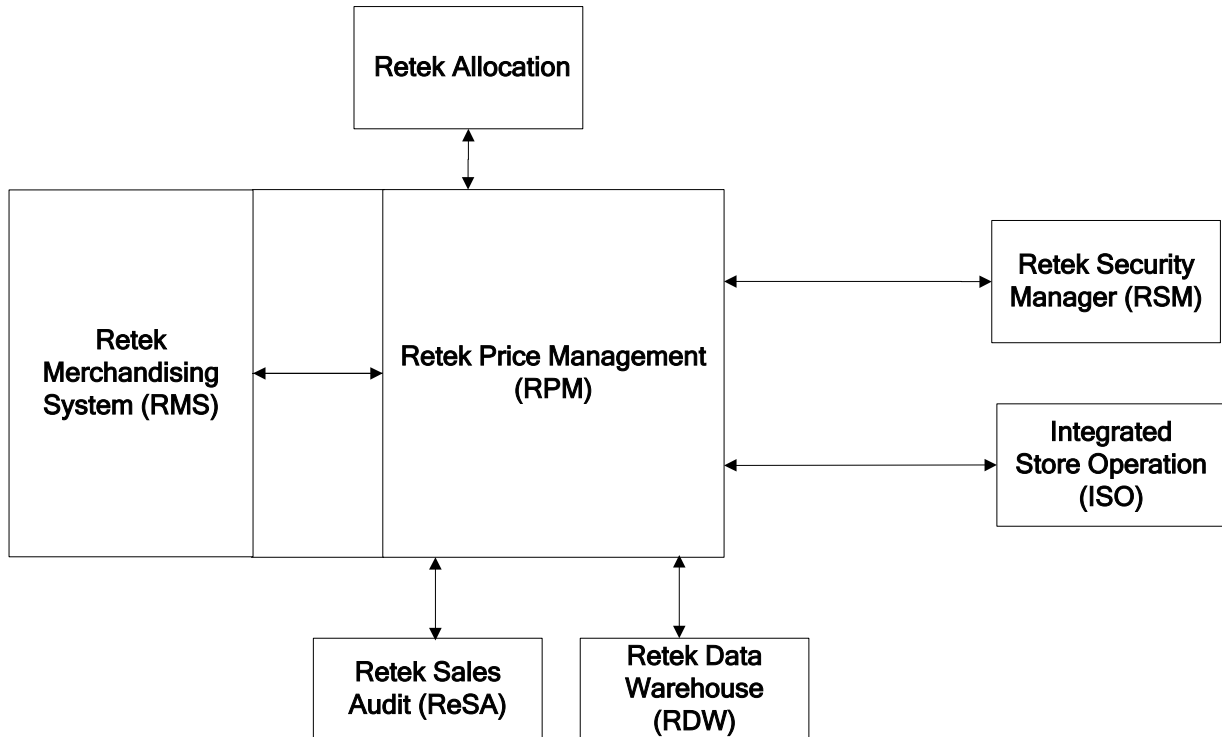 Retek Allocation
Retek
Merchandising
System (RMS)
Retek Price Management
(RPM)
Retek Security
Manager (RSM)
Integrated
Store Operation
(ISO)
Retek Sales
Audit (ReSA)
Retek Data
Warehouse
(RDW)